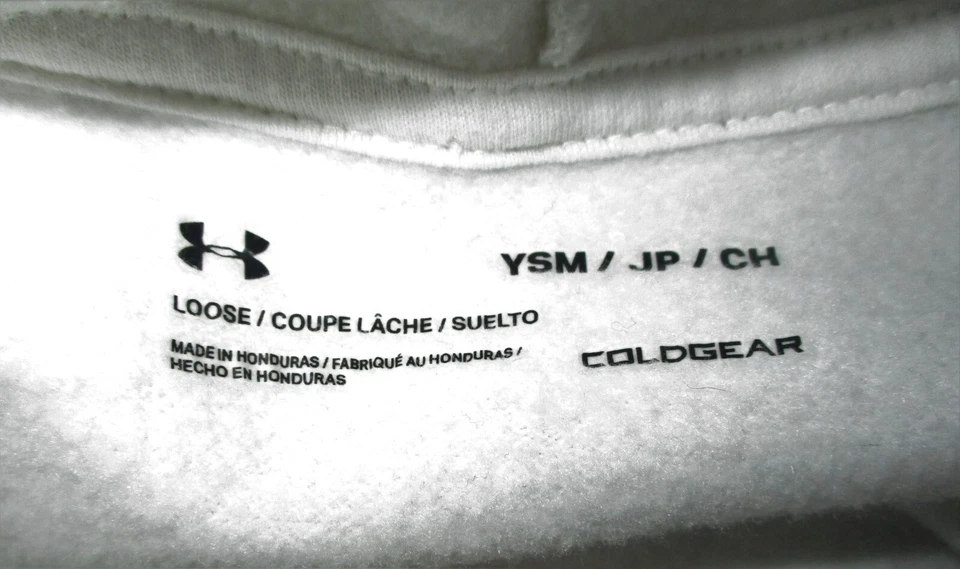 YSM / JP / CH
LOOSE / COUPE LÂCHE / SUELTO
MADE IN HONDURAS / FABRIQUÉ AU HONDURAS /
HECHO EN HONDURAS
COLDGEAR